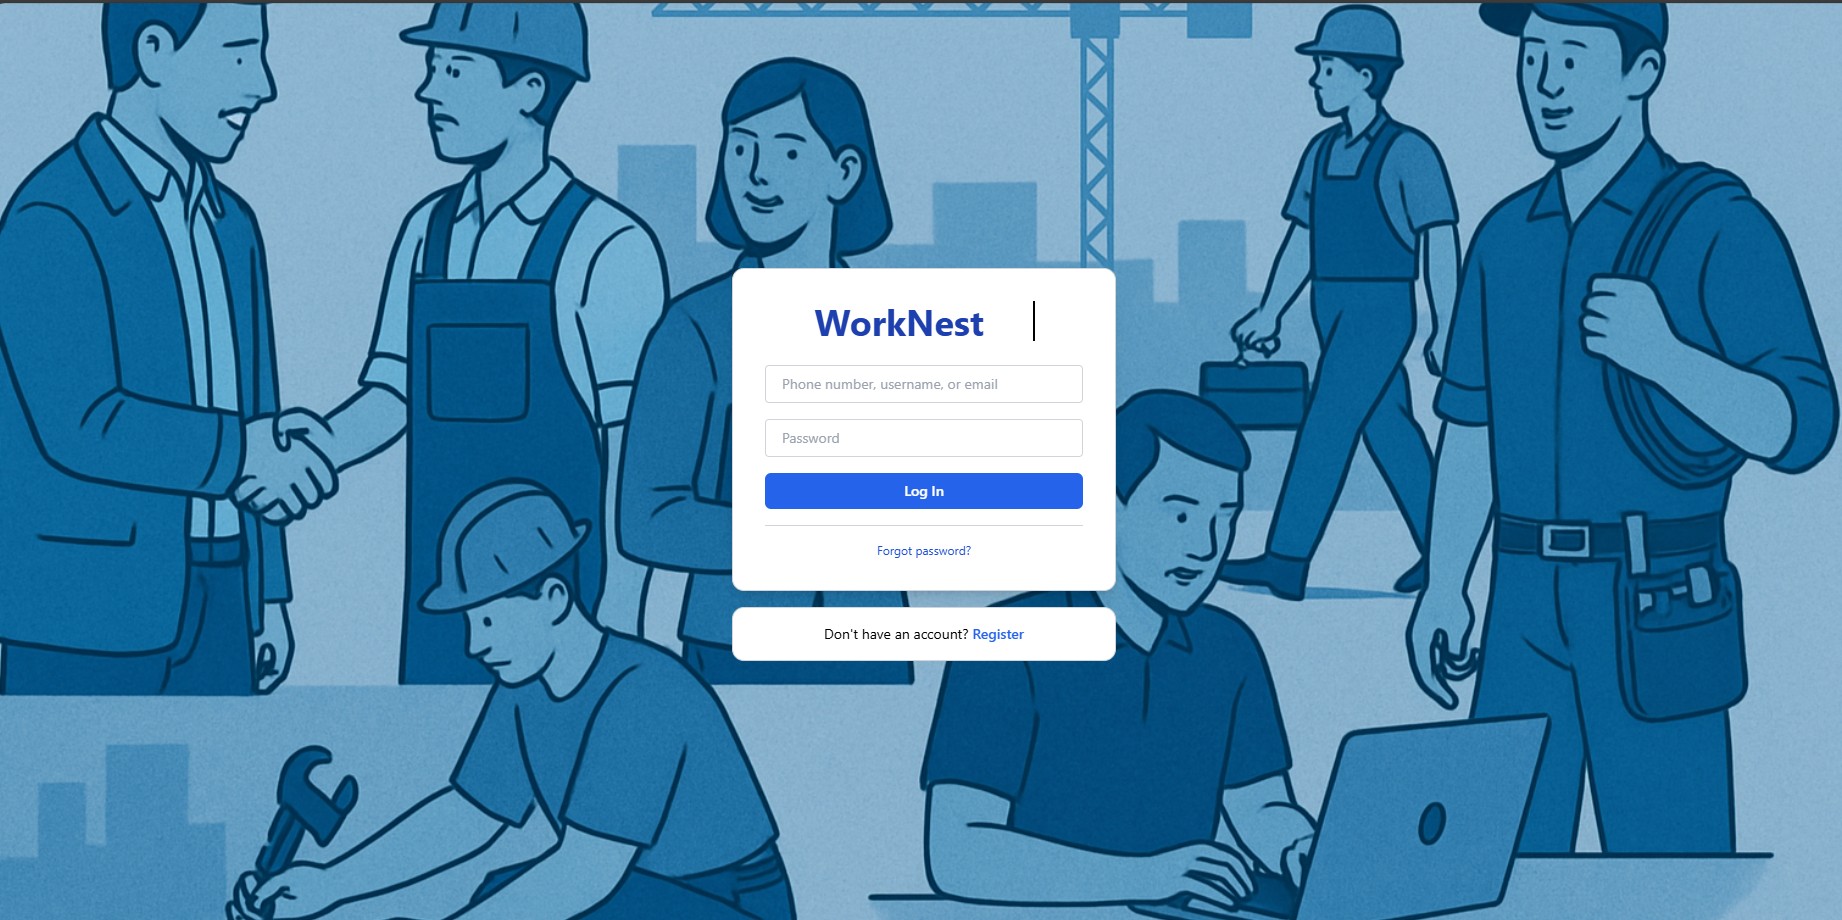 WorkNest
Phone number, username, or email
Password
Log In
Forgot password?
Don't have an account? Register